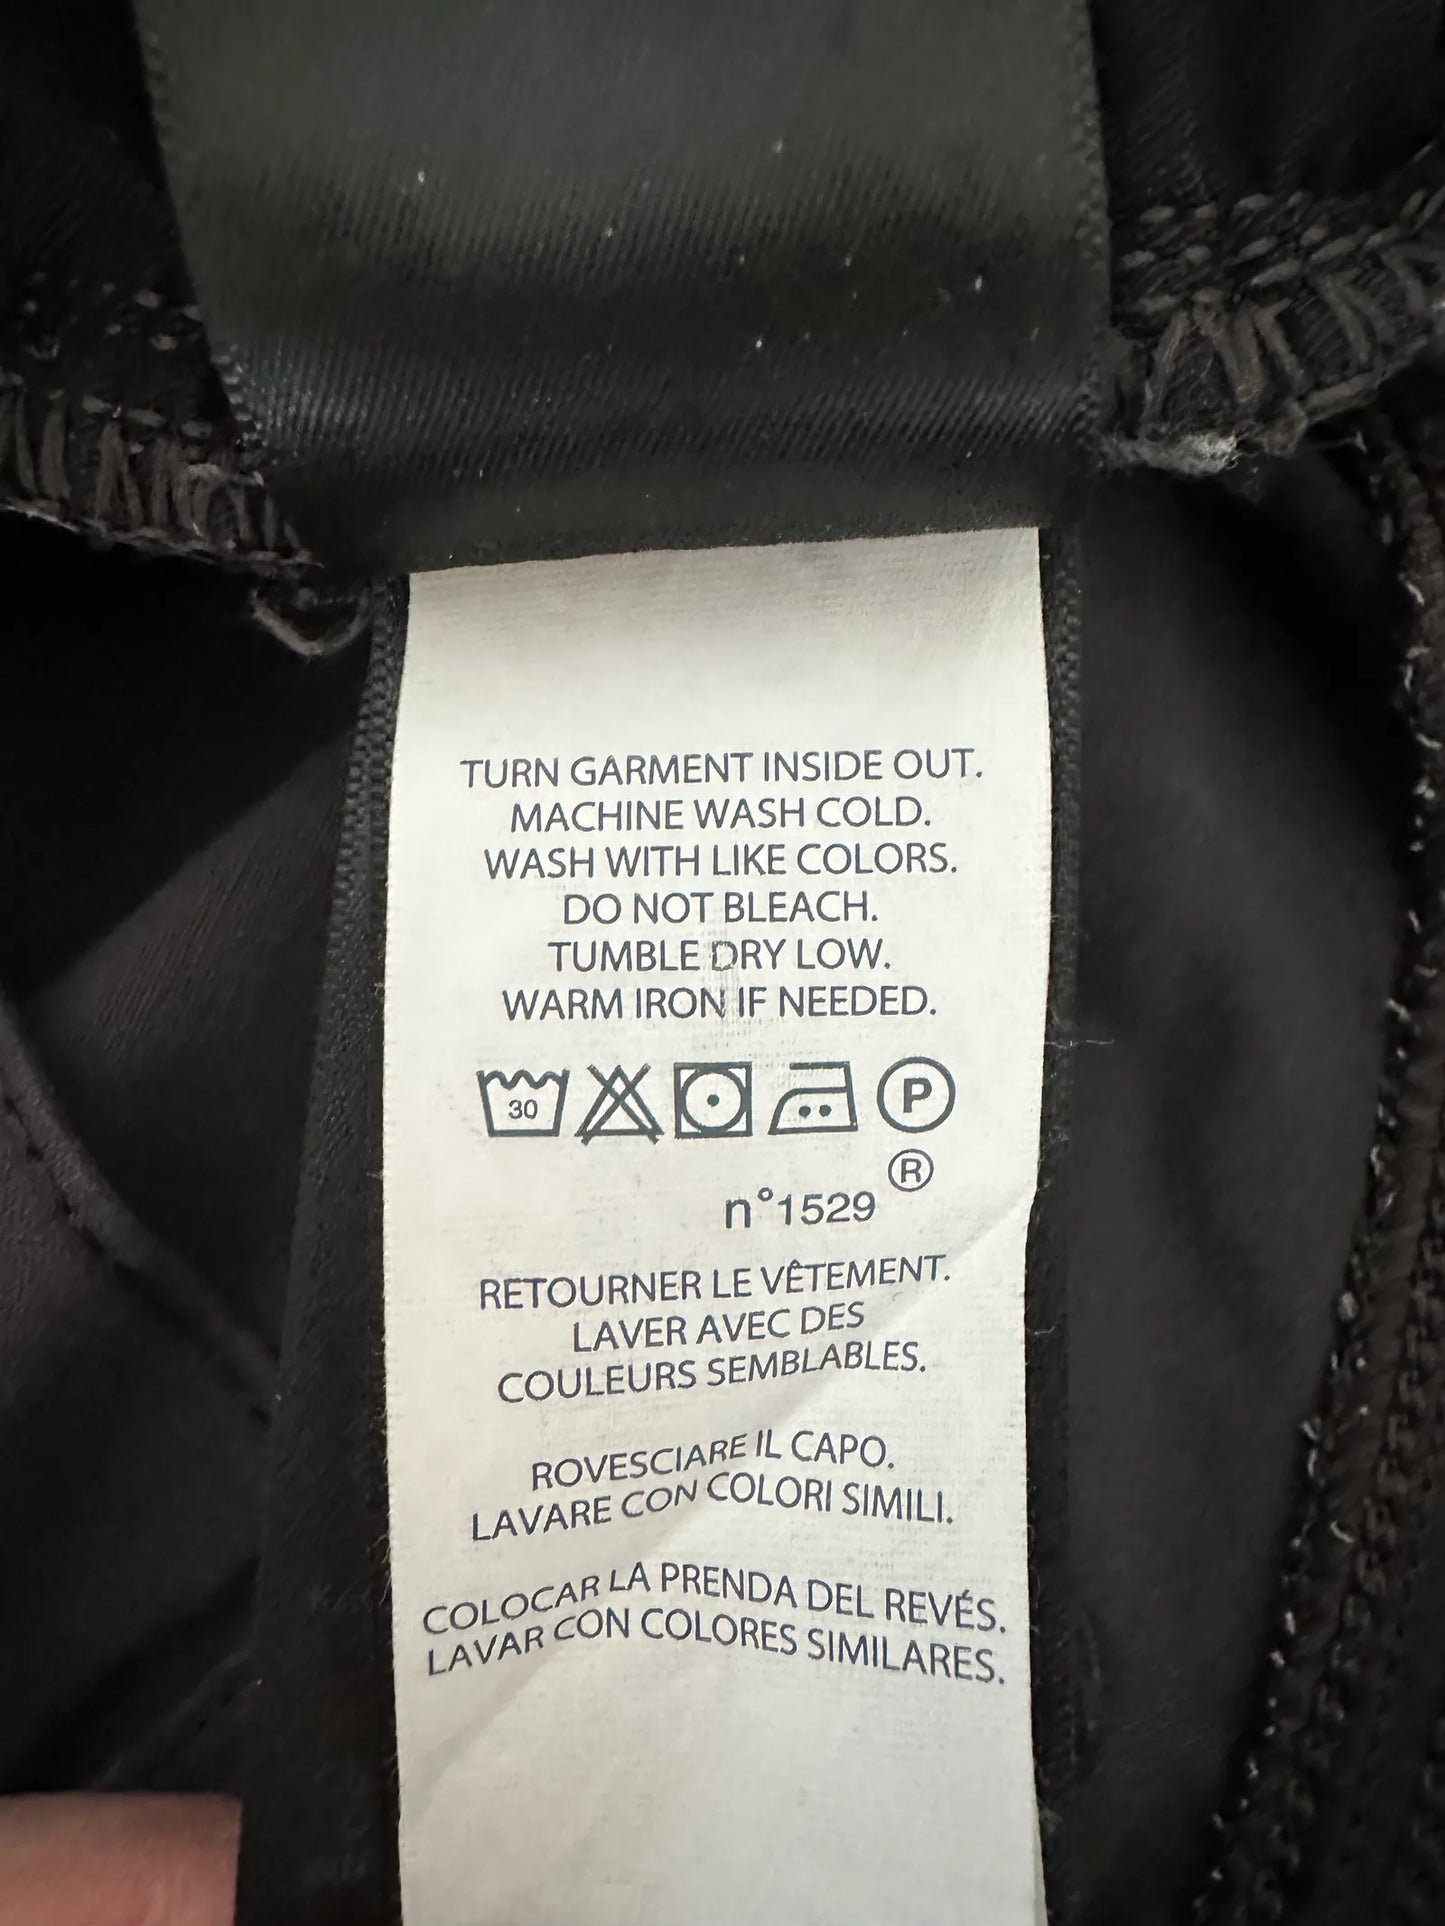 TURN GARMENT INSIDE OUT.
MACHINE WASH COLD.
WASH WITH LIKE COLORS.
DO NOT BLEACH.
TUMBLE DRY LOW.
WARM IRON IF NEEDED.
30 P
®
n°1529
RETOURNER LE VÊTEMENT.
LAVER AVEC DES
COULEURS SEMBLABLES.
ROVESCIARE IL CAPO.
LAVARE CON COLORI SIMILI.
COLOCAR LA PRENDA DEL REVÉS.
LAVAR CON COLORES SIMILARES.